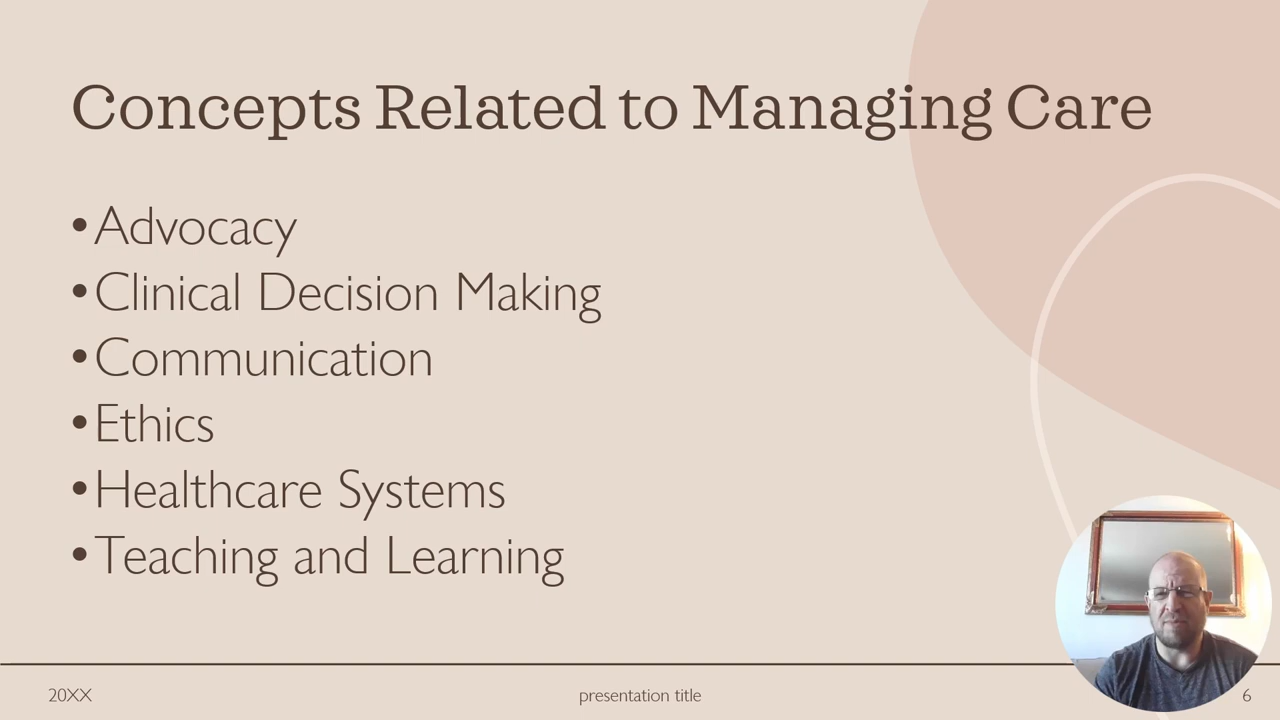 Concepts Related to Managing Care
•Advocacy
•Clinical Decision Making
•Communication
•Ethics
•Healthcare Systems
•Teaching and Learning
20XX
presentation title
6